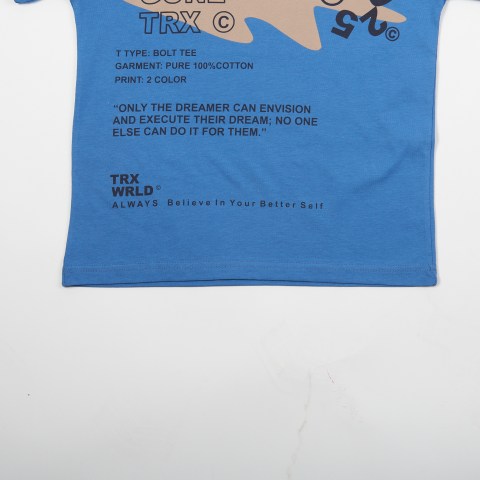 TRX ©
25
©
T TYPE: BOLT TEE
GARMENT: PURE 100%COTTON
PRINT: 2 COLOR
“ONLY THE DREAMER CAN ENVISION
AND EXECUTE THEIR DREAM; NO ONE
ELSE CAN DO IT FOR THEM.”
TRX
WRLD©
ALWAYS Believe In Your Better Self